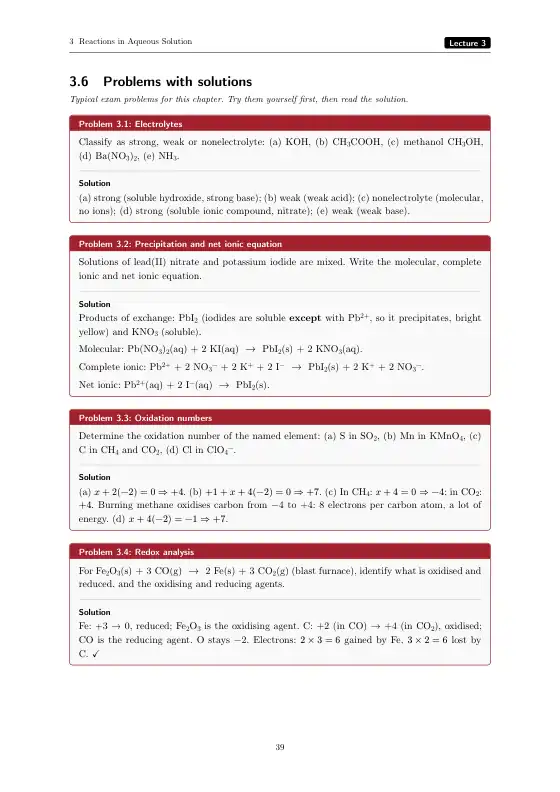 3 Reactions in Aqueous Solution
Lecture 3
3.6 Problems with solutions
Typical exam problems for this chapter. Try them yourself first, then read the solution.
Problem 3.1: Electrolytes
Classify as strong, weak or nonelectrolyte: (a) KOH, (b) CH₃COOH, (c) methanol CH₃OH,
(d) Ba(NO₃)₂, (e) NH₃.
Solution
(a) strong (soluble hydroxide, strong base); (b) weak (weak acid); (c) nonelectrolyte (molecular,
no ions); (d) strong (soluble ionic compound, nitrate); (e) weak (weak base).
Problem 3.2: Precipitation and net ionic equation
Solutions of lead(II) nitrate and potassium iodide are mixed. Write the molecular, complete
ionic and net ionic equation.
Solution
Products of exchange: PbI₂ (iodides are soluble except with Pb²⁺, so it precipitates, bright
yellow) and KNO₃ (soluble).
Molecular: Pb(NO₃)₂(aq) + 2 KI(aq) → PbI₂(s) + 2 KNO₃(aq).
Complete ionic: Pb²⁺ + 2 NO₃⁻ + 2 K⁺ + 2 I⁻ → PbI₂(s) + 2 K⁺ + 2 NO₃⁻.
Net ionic: Pb²⁺(aq) + 2 I⁻(aq) → PbI₂(s).
Problem 3.3: Oxidation numbers
Determine the oxidation number of the named element: (a) S in SO₂, (b) Mn in KMnO₄, (c)
C in CH₄ and CO₂, (d) Cl in ClO₄⁻.
Solution
(a) x + 2(−2) = 0 ⇒ +4. (b) +1 + x + 4(−2) = 0 ⇒ +7. (c) In CH₄: x + 4 = 0 ⇒ −4; in CO₂:
+4. Burning methane oxidises carbon from −4 to +4: 8 electrons per carbon atom, a lot of
energy. (d) x + 4(−2) = −1 ⇒ +7.
Problem 3.4: Redox analysis
For Fe₂O₃(s) + 3 CO(g) → 2 Fe(s) + 3 CO₂(g) (blast furnace), identify what is oxidised and
reduced, and the oxidising and reducing agents.
Solution
Fe: +3 → 0, reduced; Fe₂O₃ is the oxidising agent. C: +2 (in CO) → +4 (in CO₂), oxidised;
CO is the reducing agent. O stays −2. Electrons: 2 × 3 = 6 gained by Fe, 3 × 2 = 6 lost by
C. ✓
39